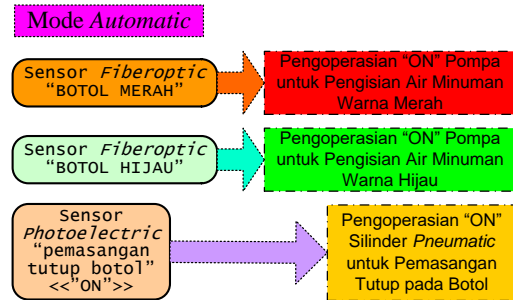 Mode Automatic
Sensor Fiberoptic
"BOTOL MERAH"
Pengoperasian "ON" Pompa
untuk Pengisian Air Minuman
Warna Merah
Sensor Fiberoptic
"BOTOL HIJAU"
Pengoperasian "ON" Pompa
untuk Pengisian Air Minuman
Warna Hijau
Sensor
Photoelectric
"pemasangan
tutup botol"
<<"ON">>
Pengoperasian "ON"
Silinder Pneumatic
untuk Pemasangan
Tutup pada Botol